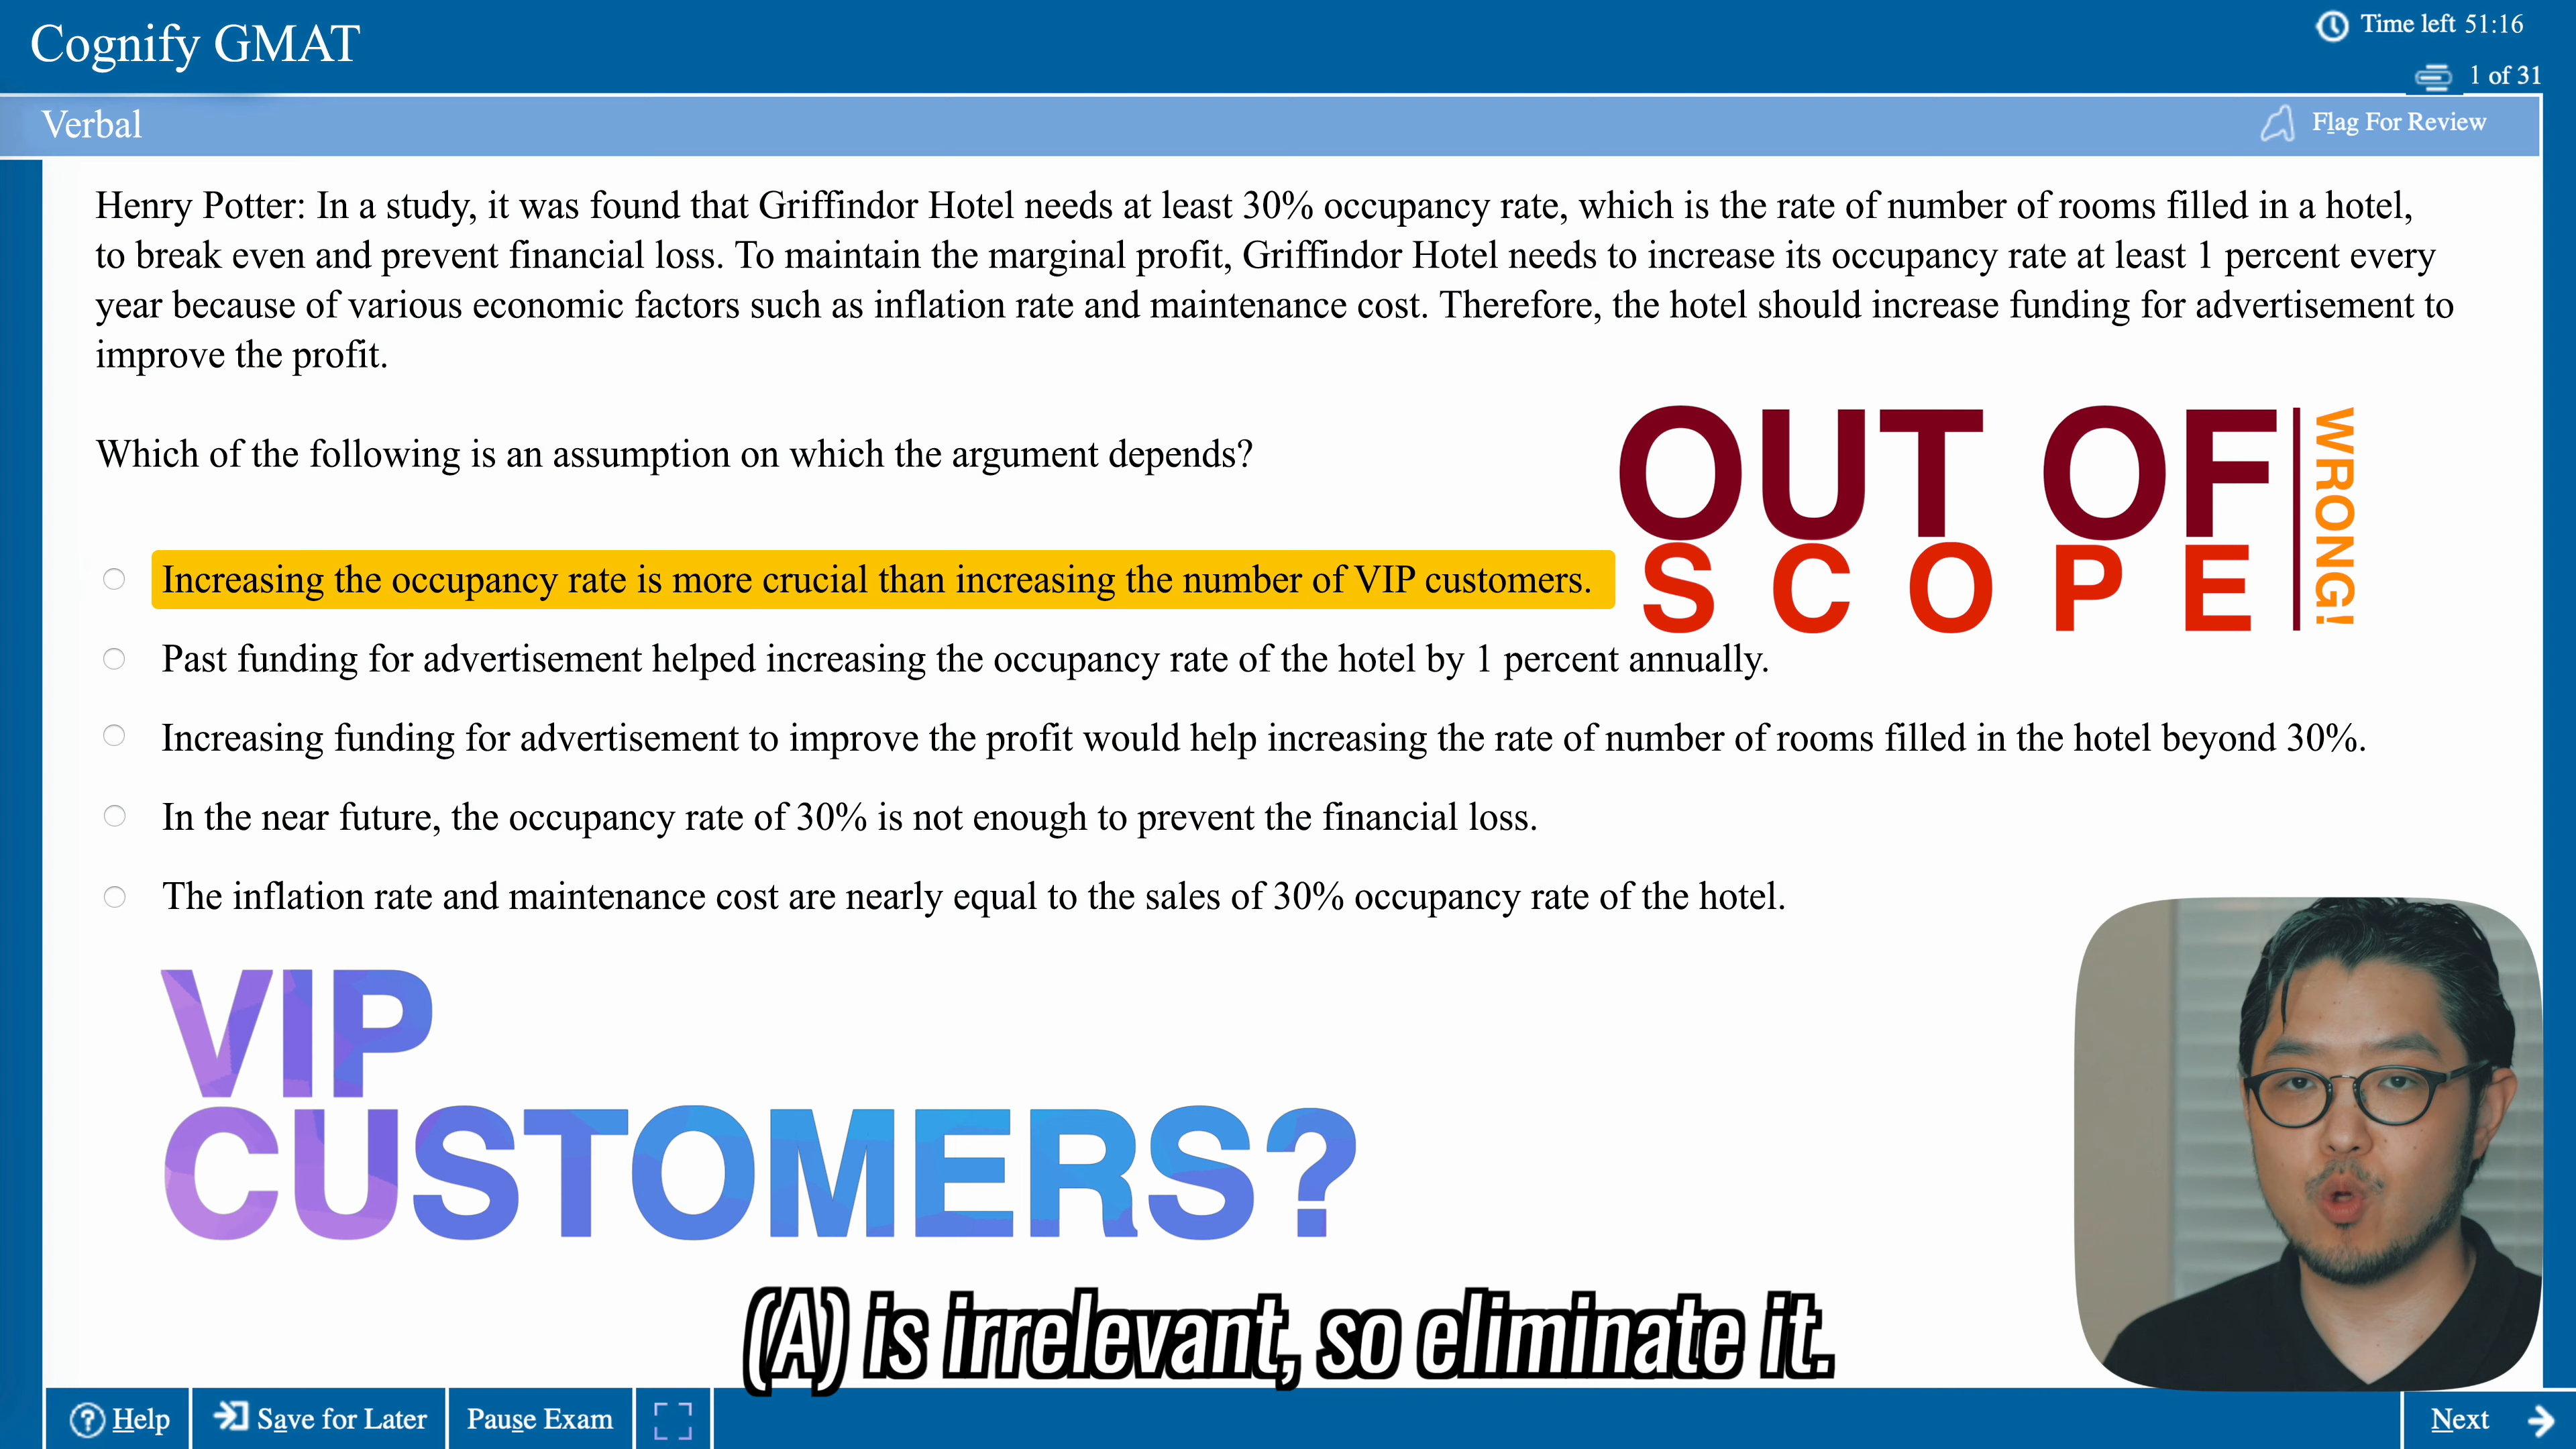 Cognify GMAT
Time left 51:16
1 of 31
Verbal
Flag For Review
Henry Potter: In a study, it was found that Griffindor Hotel needs at least 30% occupancy rate, which is the rate of number of rooms filled in a hotel,
to break even and prevent financial loss. To maintain the marginal profit, Griffindor Hotel needs to increase its occupancy rate at least 1 percent every
year because of various economic factors such as inflation rate and maintenance cost. Therefore, the hotel should increase funding for advertisement to
improve the profit.
Which of the following is an assumption on which the argument depends?
OUT OF
SCOPE
WRONG!
Increasing the occupancy rate is more crucial than increasing the number of VIP customers.
Past funding for advertisement helped increasing the occupancy rate of the hotel by 1 percent annually.
Increasing funding for advertisement to improve the profit would help increasing the rate of number of rooms filled in the hotel beyond 30%.
In the near future, the occupancy rate of 30% is not enough to prevent the financial loss.
The inflation rate and maintenance cost are nearly equal to the sales of 30% occupancy rate of the hotel.
VIP
CUSTOMERS?
(A) is irrelevant, so eliminate it.
Help
Save for Later
Pause Exam
Next